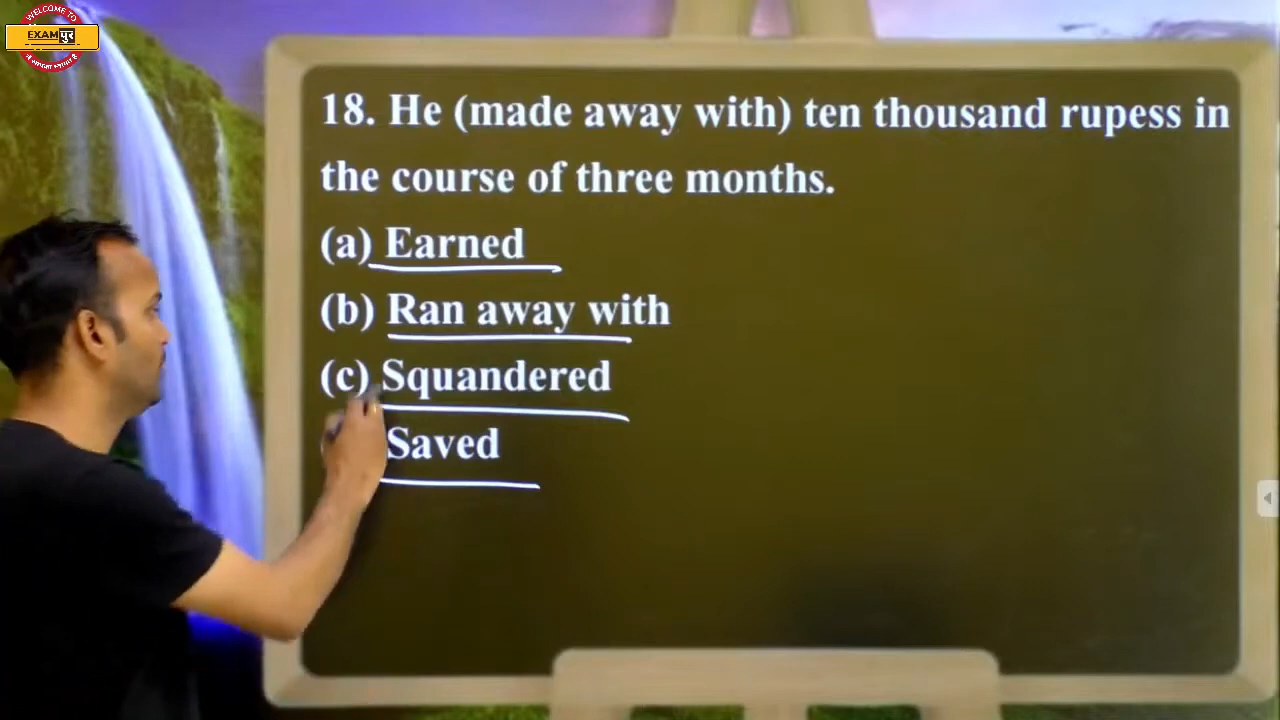 WELCOME TO
EXAMपुर
18. He (made away with) ten thousand rupess in
the course of three months.
(a) Earned
(b) Ran away with
(c) Squandered
Saved